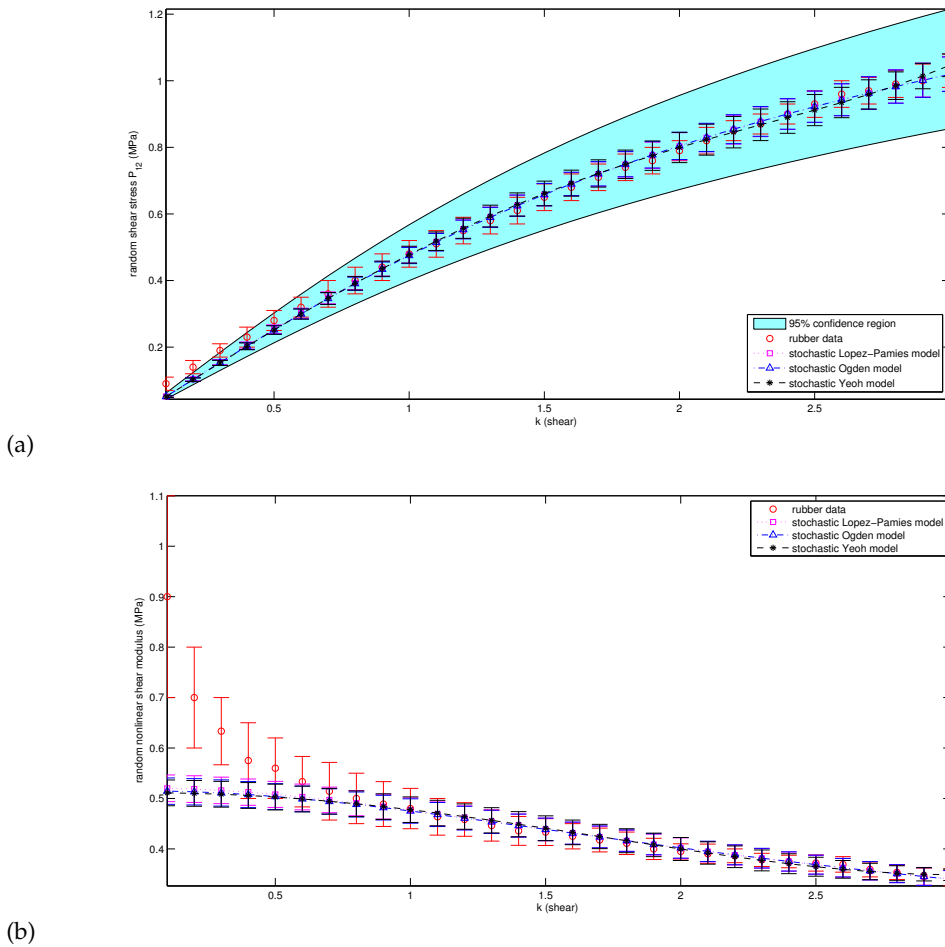 1.2
1
0.8
0.6
0.4
0.2
random shear stress P12 (MPa)
0.5 1 1.5 2 2.5
k (shear)
95% confidence region
rubber data
stochastic Lopez−Pamies model
stochastic Ogden model
stochastic Yeoh model
(a)
1.1
1
0.9
0.8
0.7
0.6
0.5
0.4
random nonlinear shear modulus (MPa)
0.5 1 1.5 2 2.5
k (shear)
rubber data
stochastic Lopez−Pamies model
stochastic Ogden model
stochastic Yeoh model
(b)